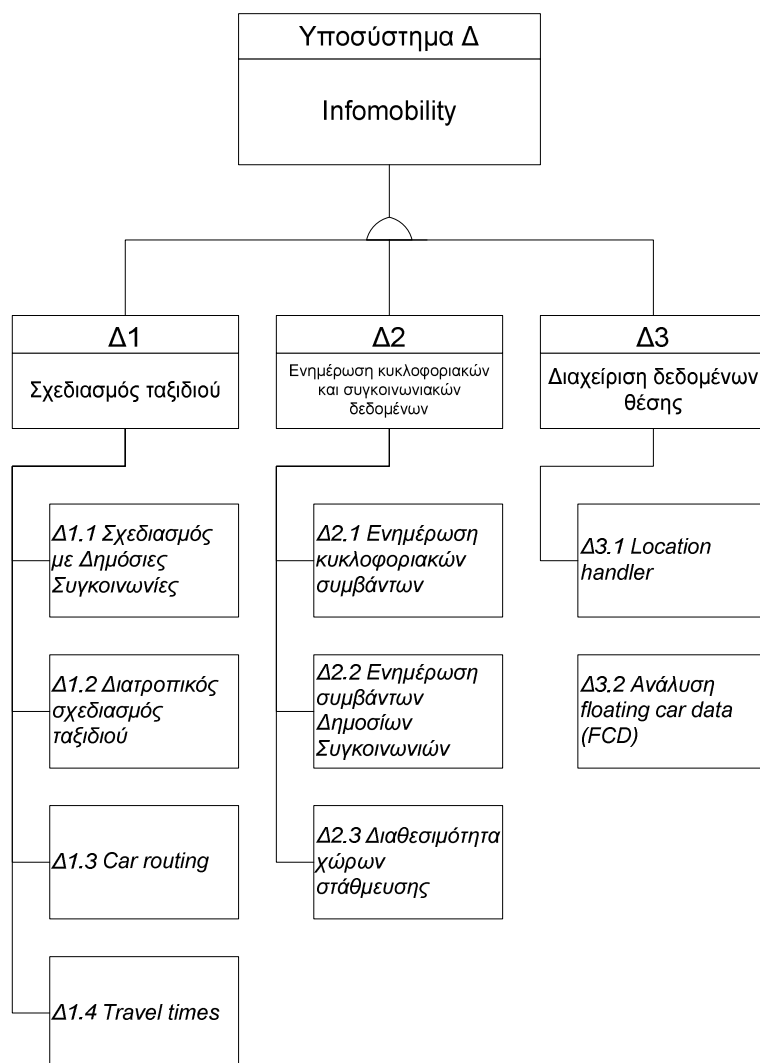 Υποσύστημα Δ
Infomobility
Δ1
Σχεδιασμός ταξιδιού
Δ1.1 Σχεδιασμός
με Δημόσιες
Συγκοινωνίες
Δ1.2 Διατροπικός
σχεδιασμός
ταξιδιού
Δ1.3 Car routing
Δ1.4 Travel times
Δ2
Ενημέρωση κυκλοφοριακών
και συγκοινωνιακών
δεδομένων
Δ2.1 Ενημέρωση
κυκλοφοριακών
συμβάντων
Δ2.2 Ενημέρωση
συμβάντων
Δημοσίων
Συγκοινωνιών
Δ2.3 Διαθεσιμότητα
χώρων
στάθμευσης
Δ3
Διαχείριση δεδομένων
θέσης
Δ3.1 Location
handler
Δ3.2 Ανάλυση
floating car data
(FCD)